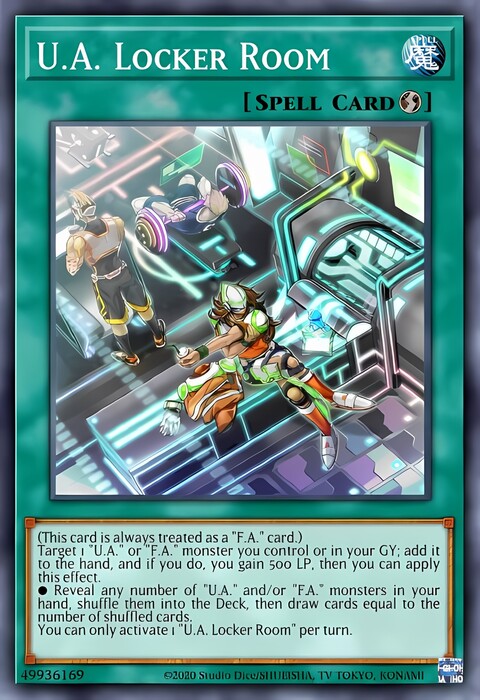 U.A. Locker Room
魔
[Spell Card]
(This card is always treated as a "F.A." card.)
Target 1 "U.A." or "F.A." monster you control or in your GY; add it
to the hand, and if you do, you gain 500 LP, then you can apply
this effect.
● Reveal any number of "U.A." and/or "F.A." monsters in your
hand, shuffle them into the Deck, then draw cards equal to the
number of shuffled cards.
You can only activate 1 "U.A. Locker Room" per turn.
49936169
©2020 Studio Dice/SHUEISHA, TV TOKYO, KONAMI